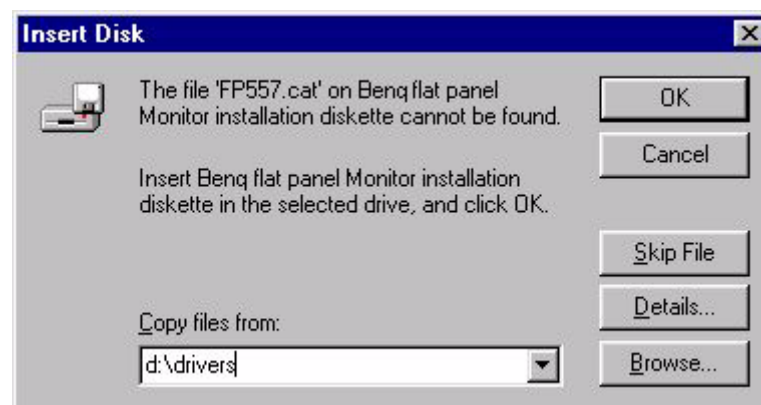 Insert Disk
The file 'FP557.cat' on Benq flat panel
Monitor installation diskette cannot be found.
Insert Benq flat panel Monitor installation
diskette in the selected drive, and click OK.
Copy files from:
d:\drivers
OK
Cancel
Skip File
Details...
Browse...